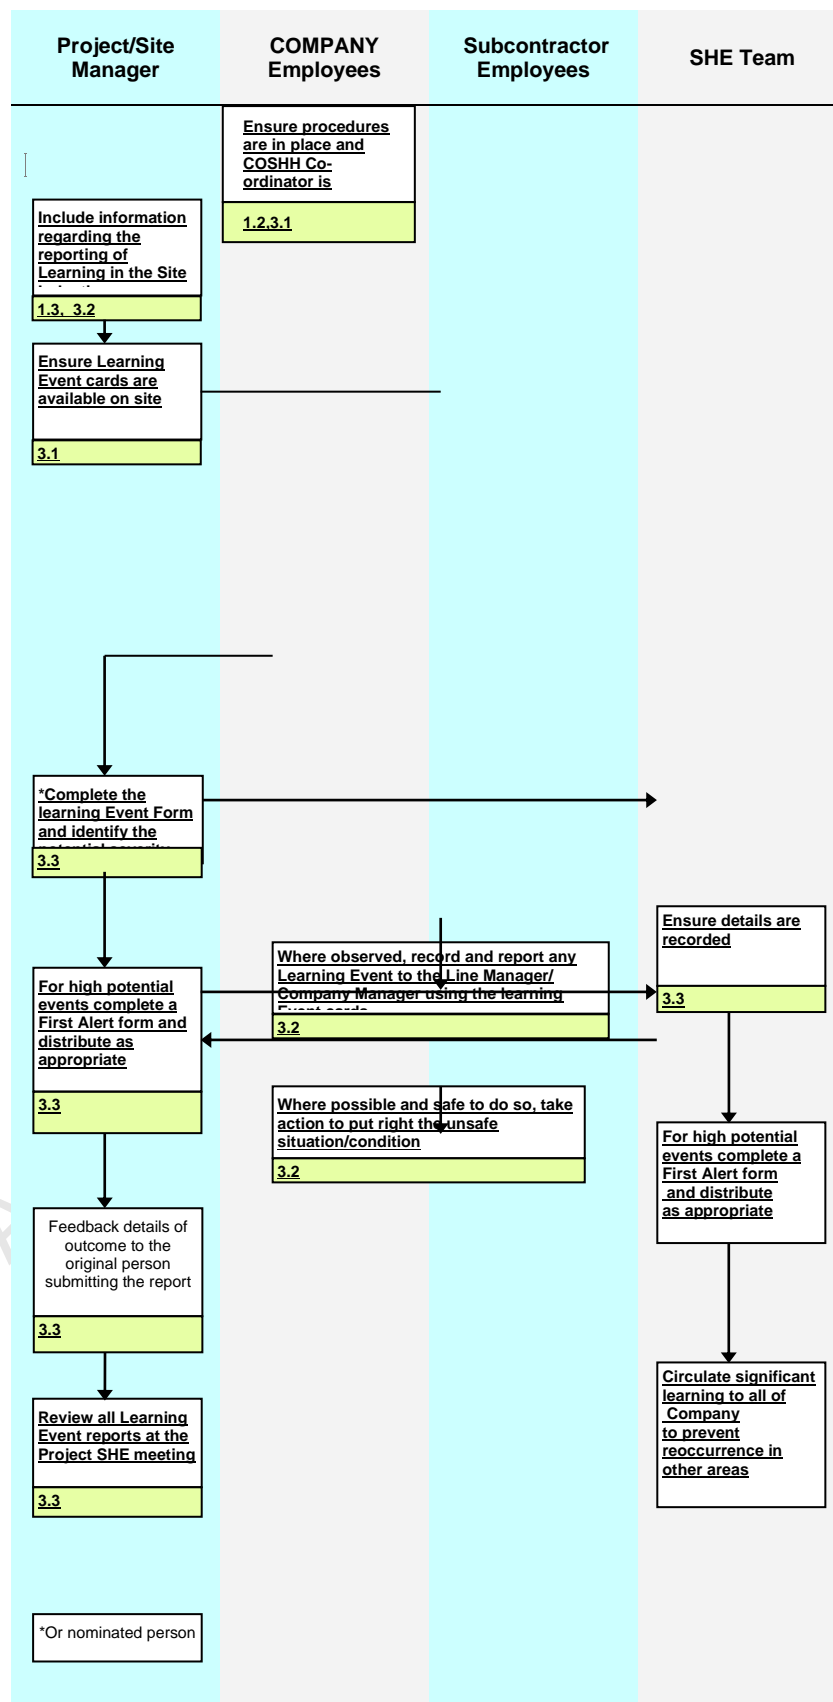 Project/Site
Manager
COMPANY
Employees
Subcontractor
Employees
SHE Team
Ensure procedures
are in place and
COSHH Co-
ordinator is
1.2,3.1
Include information
regarding the
reporting of
Learning in the Site
1.3, 3.2
Ensure Learning
Event cards are
available on site
3.1
*Complete the
learning Event Form
and identify the
potential severity
3.3
Ensure details are
recorded
3.3
Where observed, record and report any
Learning Event to the Line Manager/
Company Manager using the learning
Event cards
3.2
For high potential
events complete a
First Alert form and
distribute as
appropriate
3.3
Where possible and safe to do so, take
action to put right the unsafe
situation/condition
3.2
For high potential
events complete a
First Alert form
and distribute
as appropriate
Feedback details of
outcome to the
original person
submitting the report
3.3
Circulate significant
learning to all of
Company
to prevent
reoccurrence in
other areas
Review all Learning
Event reports at the
Project SHE meeting
3.3
*Or nominated person